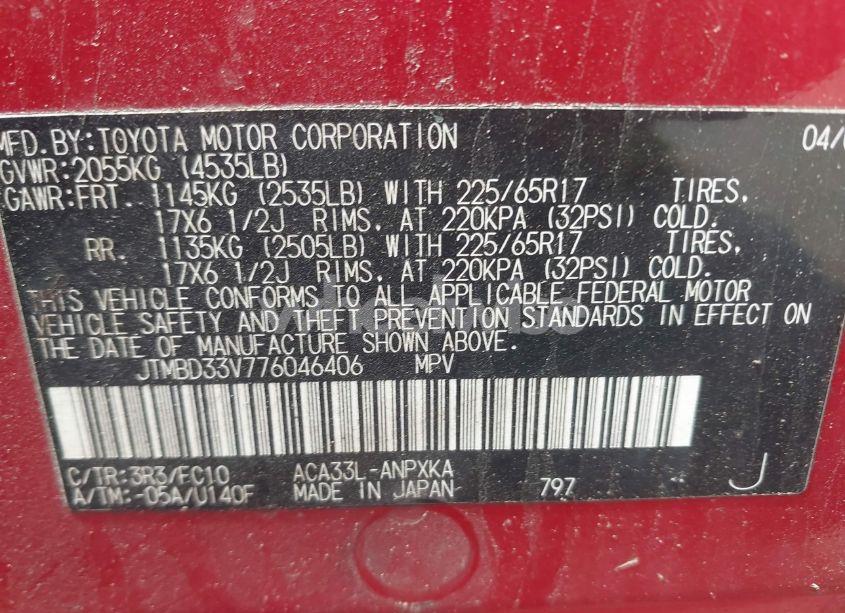 MFD. BY: TOYOTA MOTOR CORPORATION 04/
GVWR: 2055KG (4535LB)
GAWR: FRT. 1145KG (2535LB) WITH 225/65R17 TIRES,
17X6 1/2J RIMS, AT 220KPA (32PSI) COLD.
RR. 1135KG (2505LB) WITH 225/65R17 TIRES,
17X6 1/2J RIMS, AT 220KPA (32PSI) COLD.
THIS VEHICLE CONFORMS TO ALL APPLICABLE FEDERAL MOTOR
VEHICLE SAFETY AND THEFT PREVENTION STANDARDS IN EFFECT ON
THE DATE OF MANUFACTURE SHOWN ABOVE.
JTMBD33V776046406 MPV
C/TR: 3R3/FC10 ACA33L-ANPXKA
A/TM: -05A/U140F MADE IN JAPAN 797 J